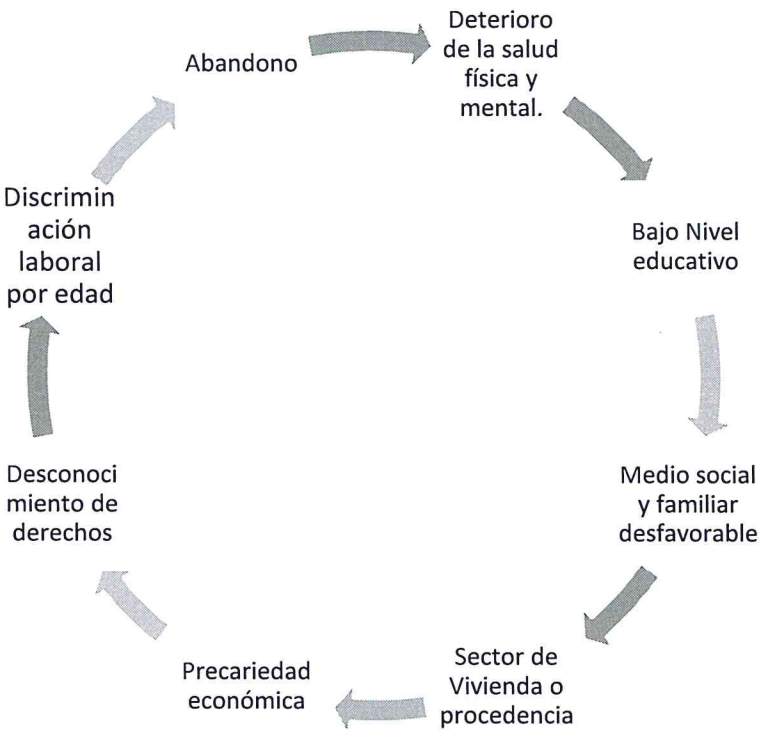 Abandono
Deterioro
de la salud
física y
mental.
Bajo Nivel
educativo
Medio social
y familiar
desfavorable
Sector de
Vivienda o
procedencia
Precariedad
económica
Desconoci
miento de
derechos
Discrimin
ación
laboral
por edad